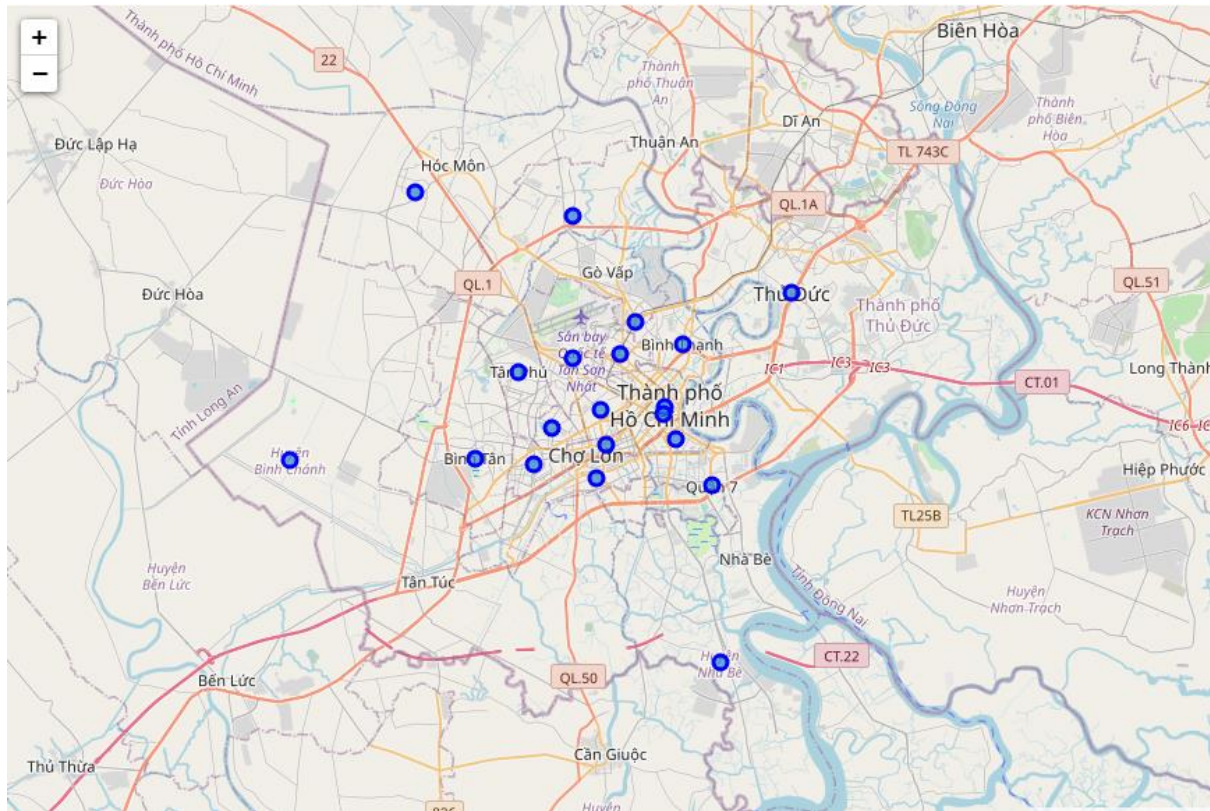 +
−
Thành phố Hồ Chí Minh
22
Biên Hòa
Thành
phố Thuận
An
Sông Đồng
Nai
Thành
phố Biên
Hòa
Dĩ An
Đức Lập Hạ
Thuận An
TL 743C
Hóc Môn
Đức Hòa
QL.1A
Gò Vấp
QL.1
QL.51
Đức Hòa
Thủ Đức
Thành phố
Thủ Đức
Sân bay
Quốc tế
Tân Sơn
Nhất
Bình Thạnh
IC1
IC3
IC3
Long Thành
Tân Phú
CT.01
Tỉnh Long An
Thành phố
Hồ Chí Minh
IC6
Huyện
Bình Chánh
Bình Tân
Chợ Lớn
Hiệp Phước
Quận 7
TL25B
KCN Nhơn
Trạch
Nhà Bè
Huyện
Bến Lức
Tân Túc
Tỉnh Đồng Nai
Huyện
Nhơn Trạch
Huyện
Nhà Bè
CT.22
Bến Lức
QL.50
Cần Giuộc
Thủ Thừa
826
Huyện